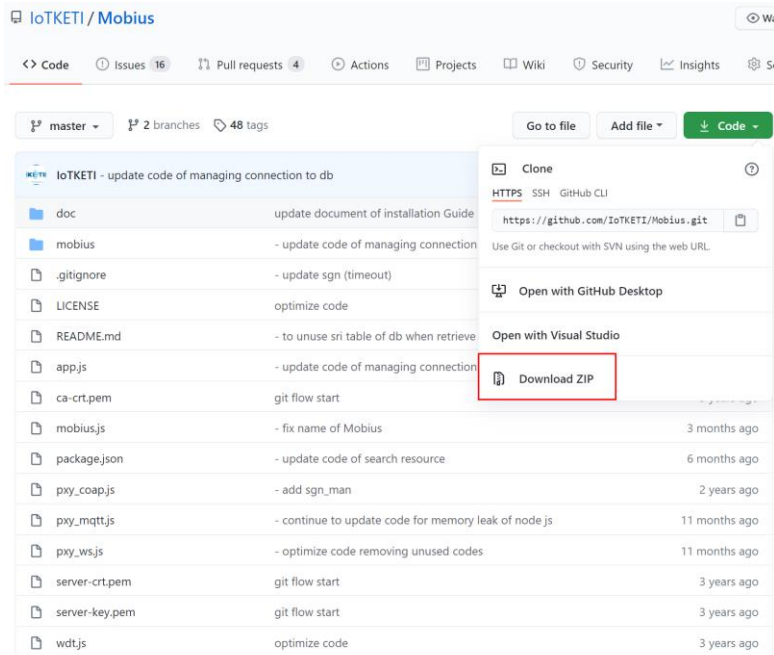 IoTKETI / Mobius
Code Issues 16 Pull requests 4 Actions Projects Wiki Security Insights
master 2 branches 48 tags Go to file Add file Code
IoTKETI - update code of managing connection to db
Clone
HTTPS SSH GitHub CLI
https://github.com/IoTKETI/Mobius.git
Use Git or checkout with SVN using the web URL.
Open with GitHub Desktop
Open with Visual Studio
Download ZIP
doc update document of installation Guide
mobius - update code of managing connection
.gitignore - update sgn (timeout)
LICENSE optimize code
README.md - to unuse sri table of db when retrieve
app.js - update code of managing connection
ca-crt.pem git flow start
mobius.js - fix name of Mobius 3 months ago
package.json - update code of search resource 6 months ago
pxy_coap.js - add sgn_man 2 years ago
pxy_mqtt.js - continue to update code for memory leak of node js 11 months ago
pxy_ws.js - optimize code removing unused codes 11 months ago
server-crt.pem git flow start 3 years ago
server-key.pem git flow start 3 years ago
wdt.js optimize code 3 years ago